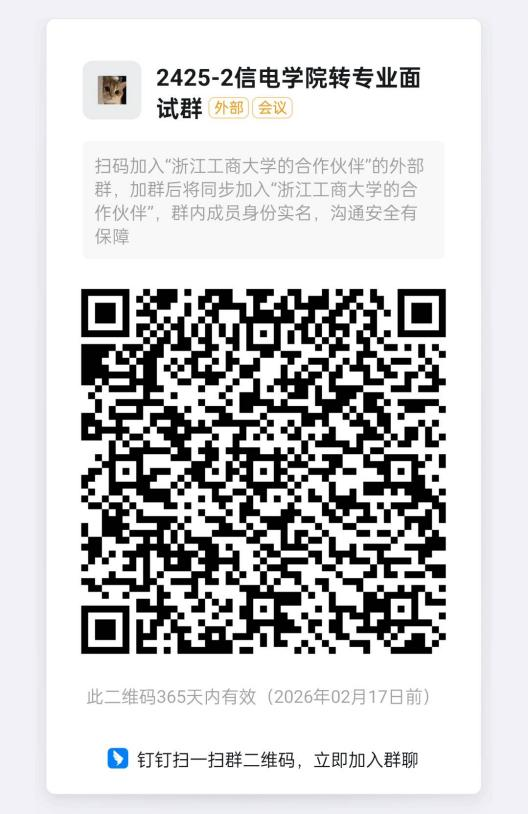 2425-2信电学院转专业面
试群 外部 会议
扫码加入“浙江工商大学的合作伙伴”的外部
群，加群后将同步加入“浙江工商大学的合
作伙伴”，群内成员身份实名，沟通安全有
保障
此二维码365天内有效（2026年02月17日前）
钉钉扫一扫群二维码，立即加入群聊